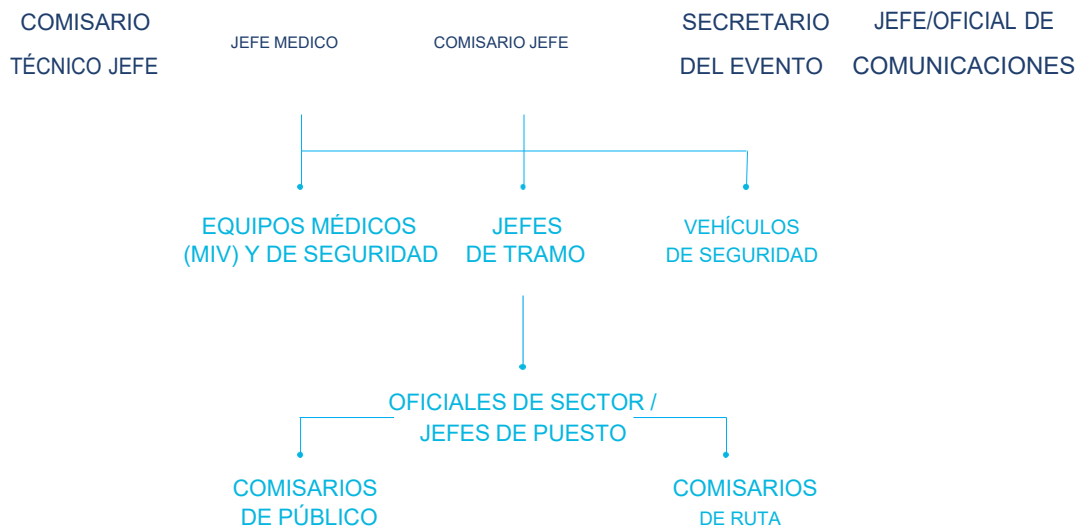 COMISARIO
TÉCNICO JEFE
JEFE MEDICO
COMISARIO JEFE
SECRETARIO
DEL EVENTO
JEFE/OFICIAL DE
COMUNICACIONES
EQUIPOS MÉDICOS
(MIV) Y DE SEGURIDAD
JEFES
DE TRAMO
VEHÍCULOS
DE SEGURIDAD
OFICIALES DE SECTOR /
JEFES DE PUESTO
COMISARIOS
DE PÚBLICO
COMISARIOS
DE RUTA